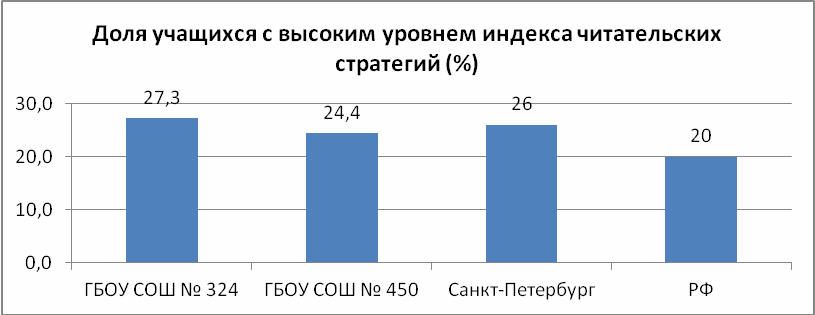 Доля учащихся с высоким уровнем индекса читательских
стратегий (%)
27,3
24,4
26
20
30,0
20,0
10,0
0,0
ГБОУ СОШ № 324
ГБОУ СОШ № 450
Санкт-Петербург
РФ